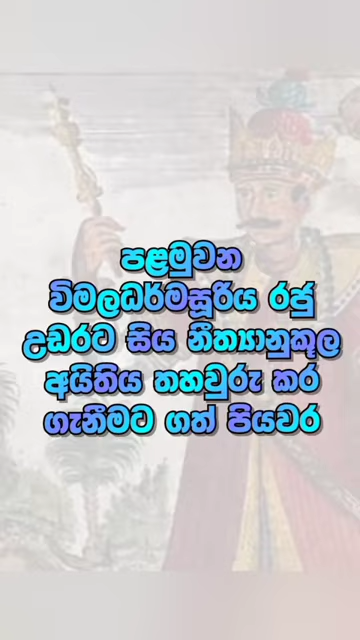 පළමුවන
විමලධර්මසූරිය රජු
උඩරට සිය නීත්‍යානුකූල
අයිතිය තහවුරු කර
ගැනීමට ගත් පියවර